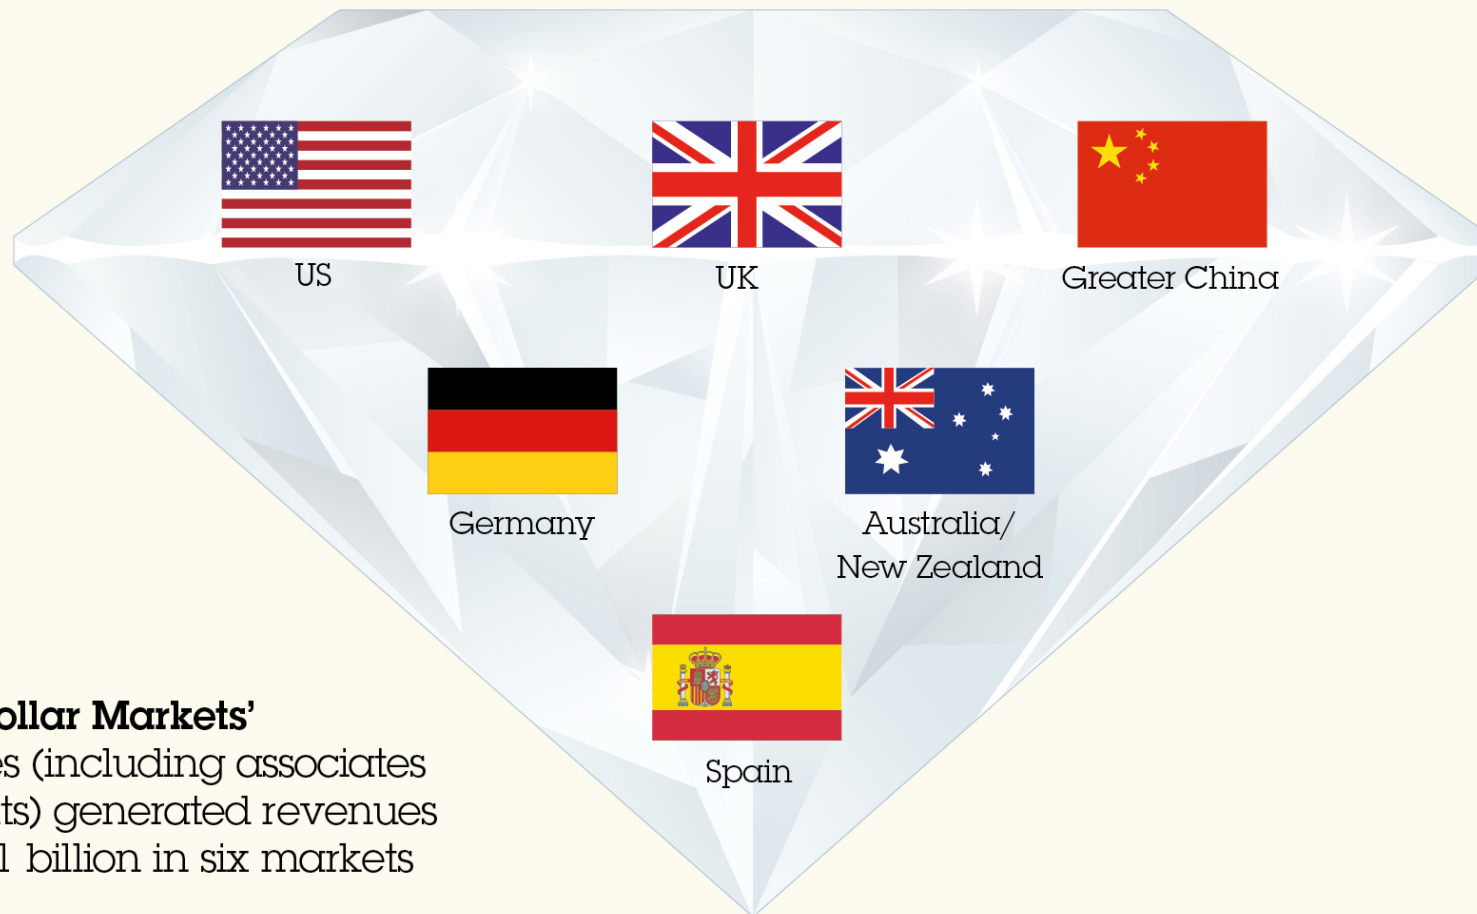 US
UK
Greater China
Germany
Australia/
New Zealand
Spain
ollar Markets’
es (including associates
ts) generated revenues
1 billion in six markets